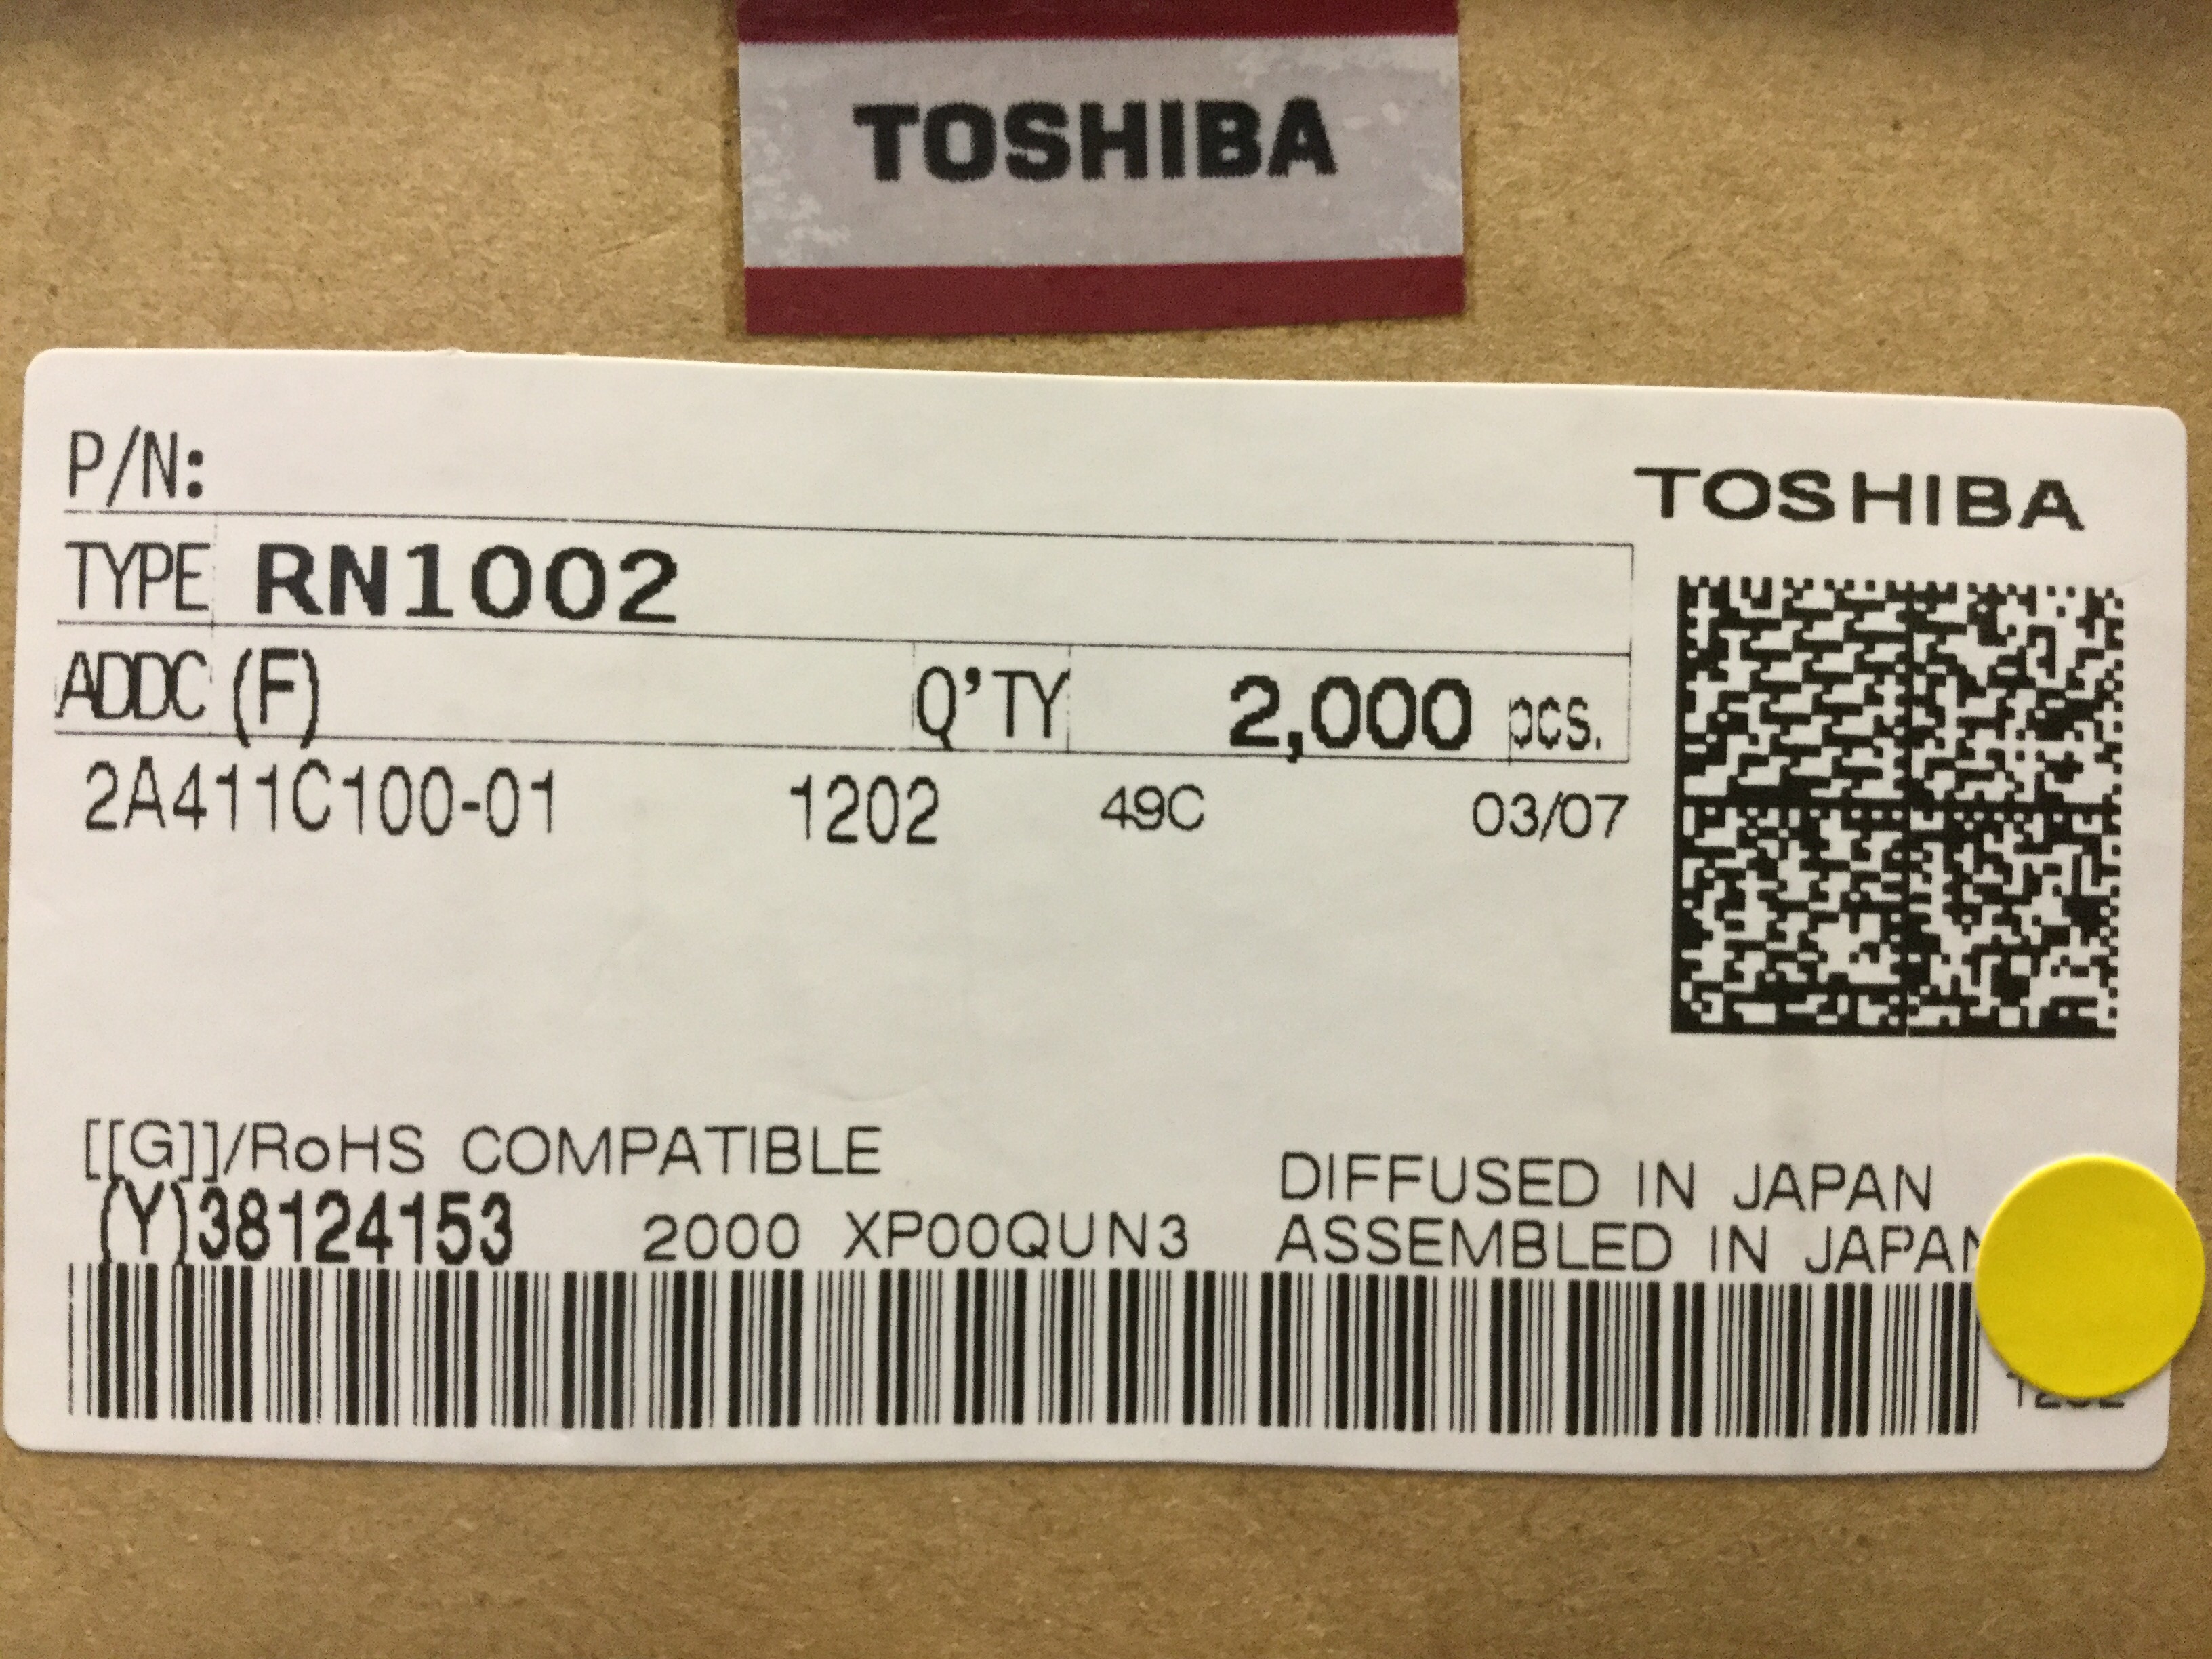 TOSHIBA
P/N:
TOSHIBA
TYPE RN1002
ADDC (F) Q'TY 2,000 pcs.
2A411C100-01 1202 49C 03/07
[[G]]/RoHS COMPATIBLE
DIFFUSED IN JAPAN
(Y)38124153 2000 XP00QUN3 ASSEMBLED IN JAPAN